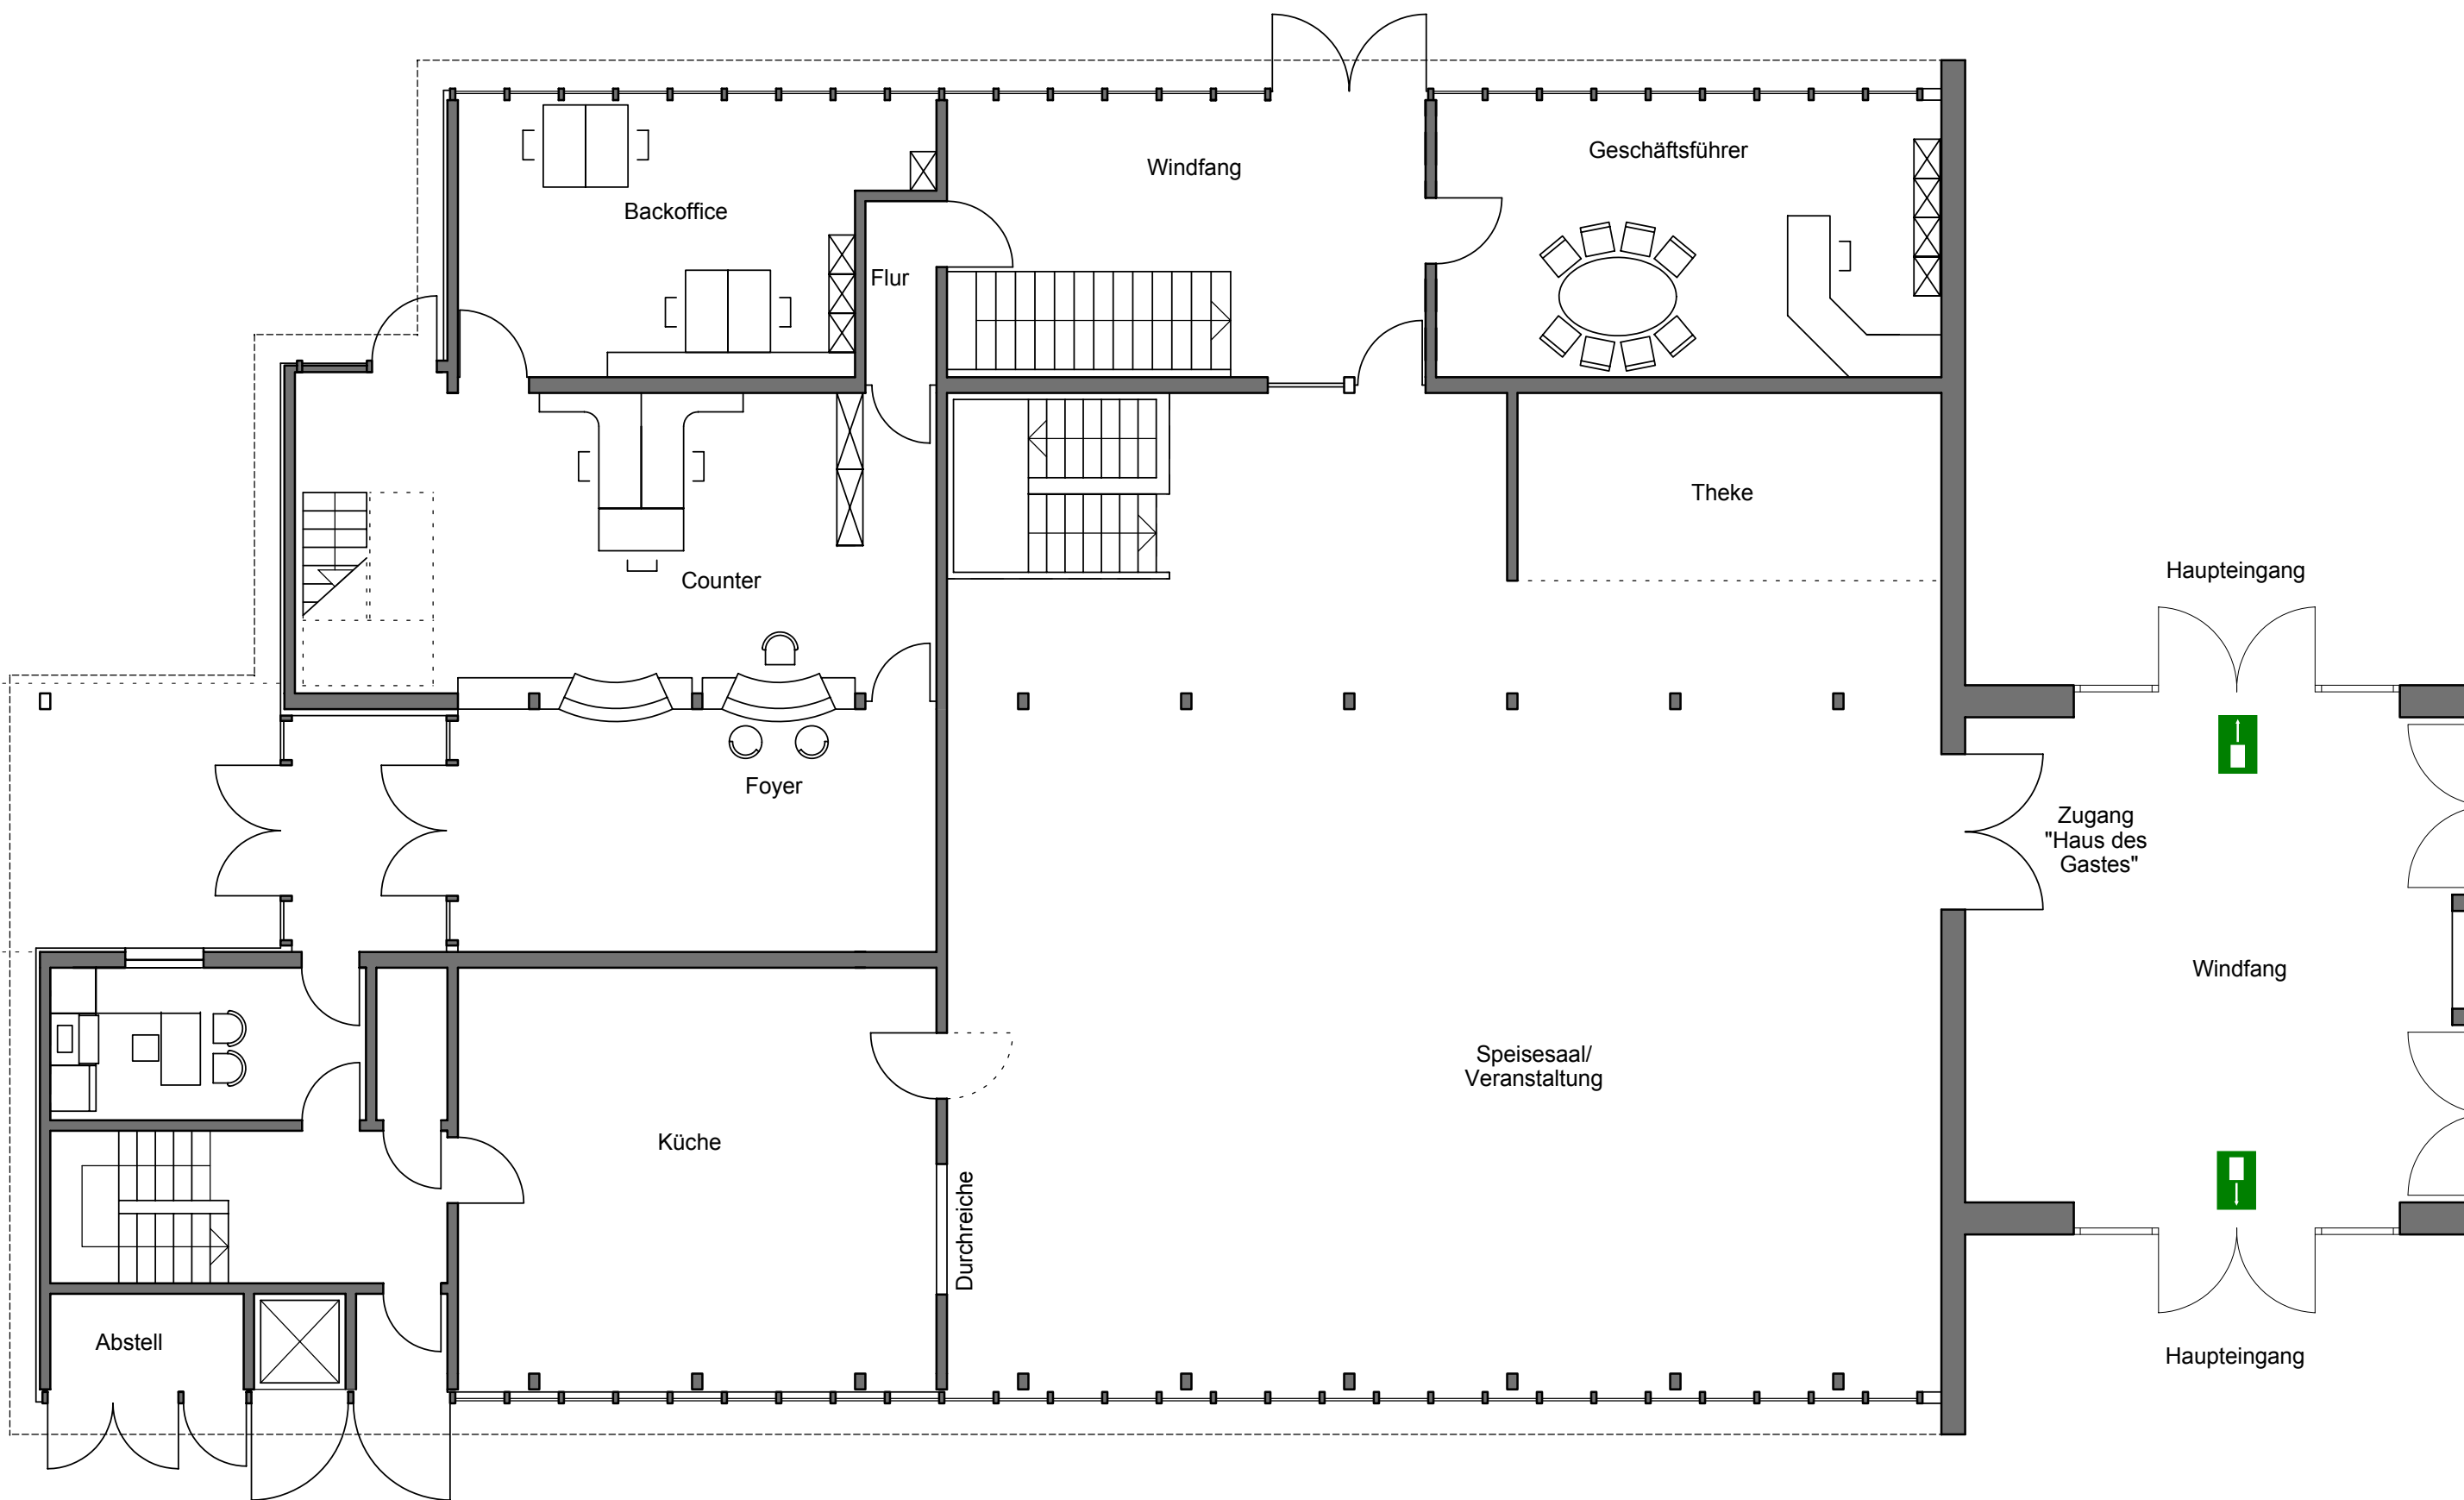 Windfang
Geschäftsführer
Backoffice
Flur
Theke
Haupteingang
Counter
Foyer
Zugang
"Haus des
Gastes"
Windfang
Speisesaal/
Veranstaltung
Küche
Durchreiche
Abstell
Haupteingang